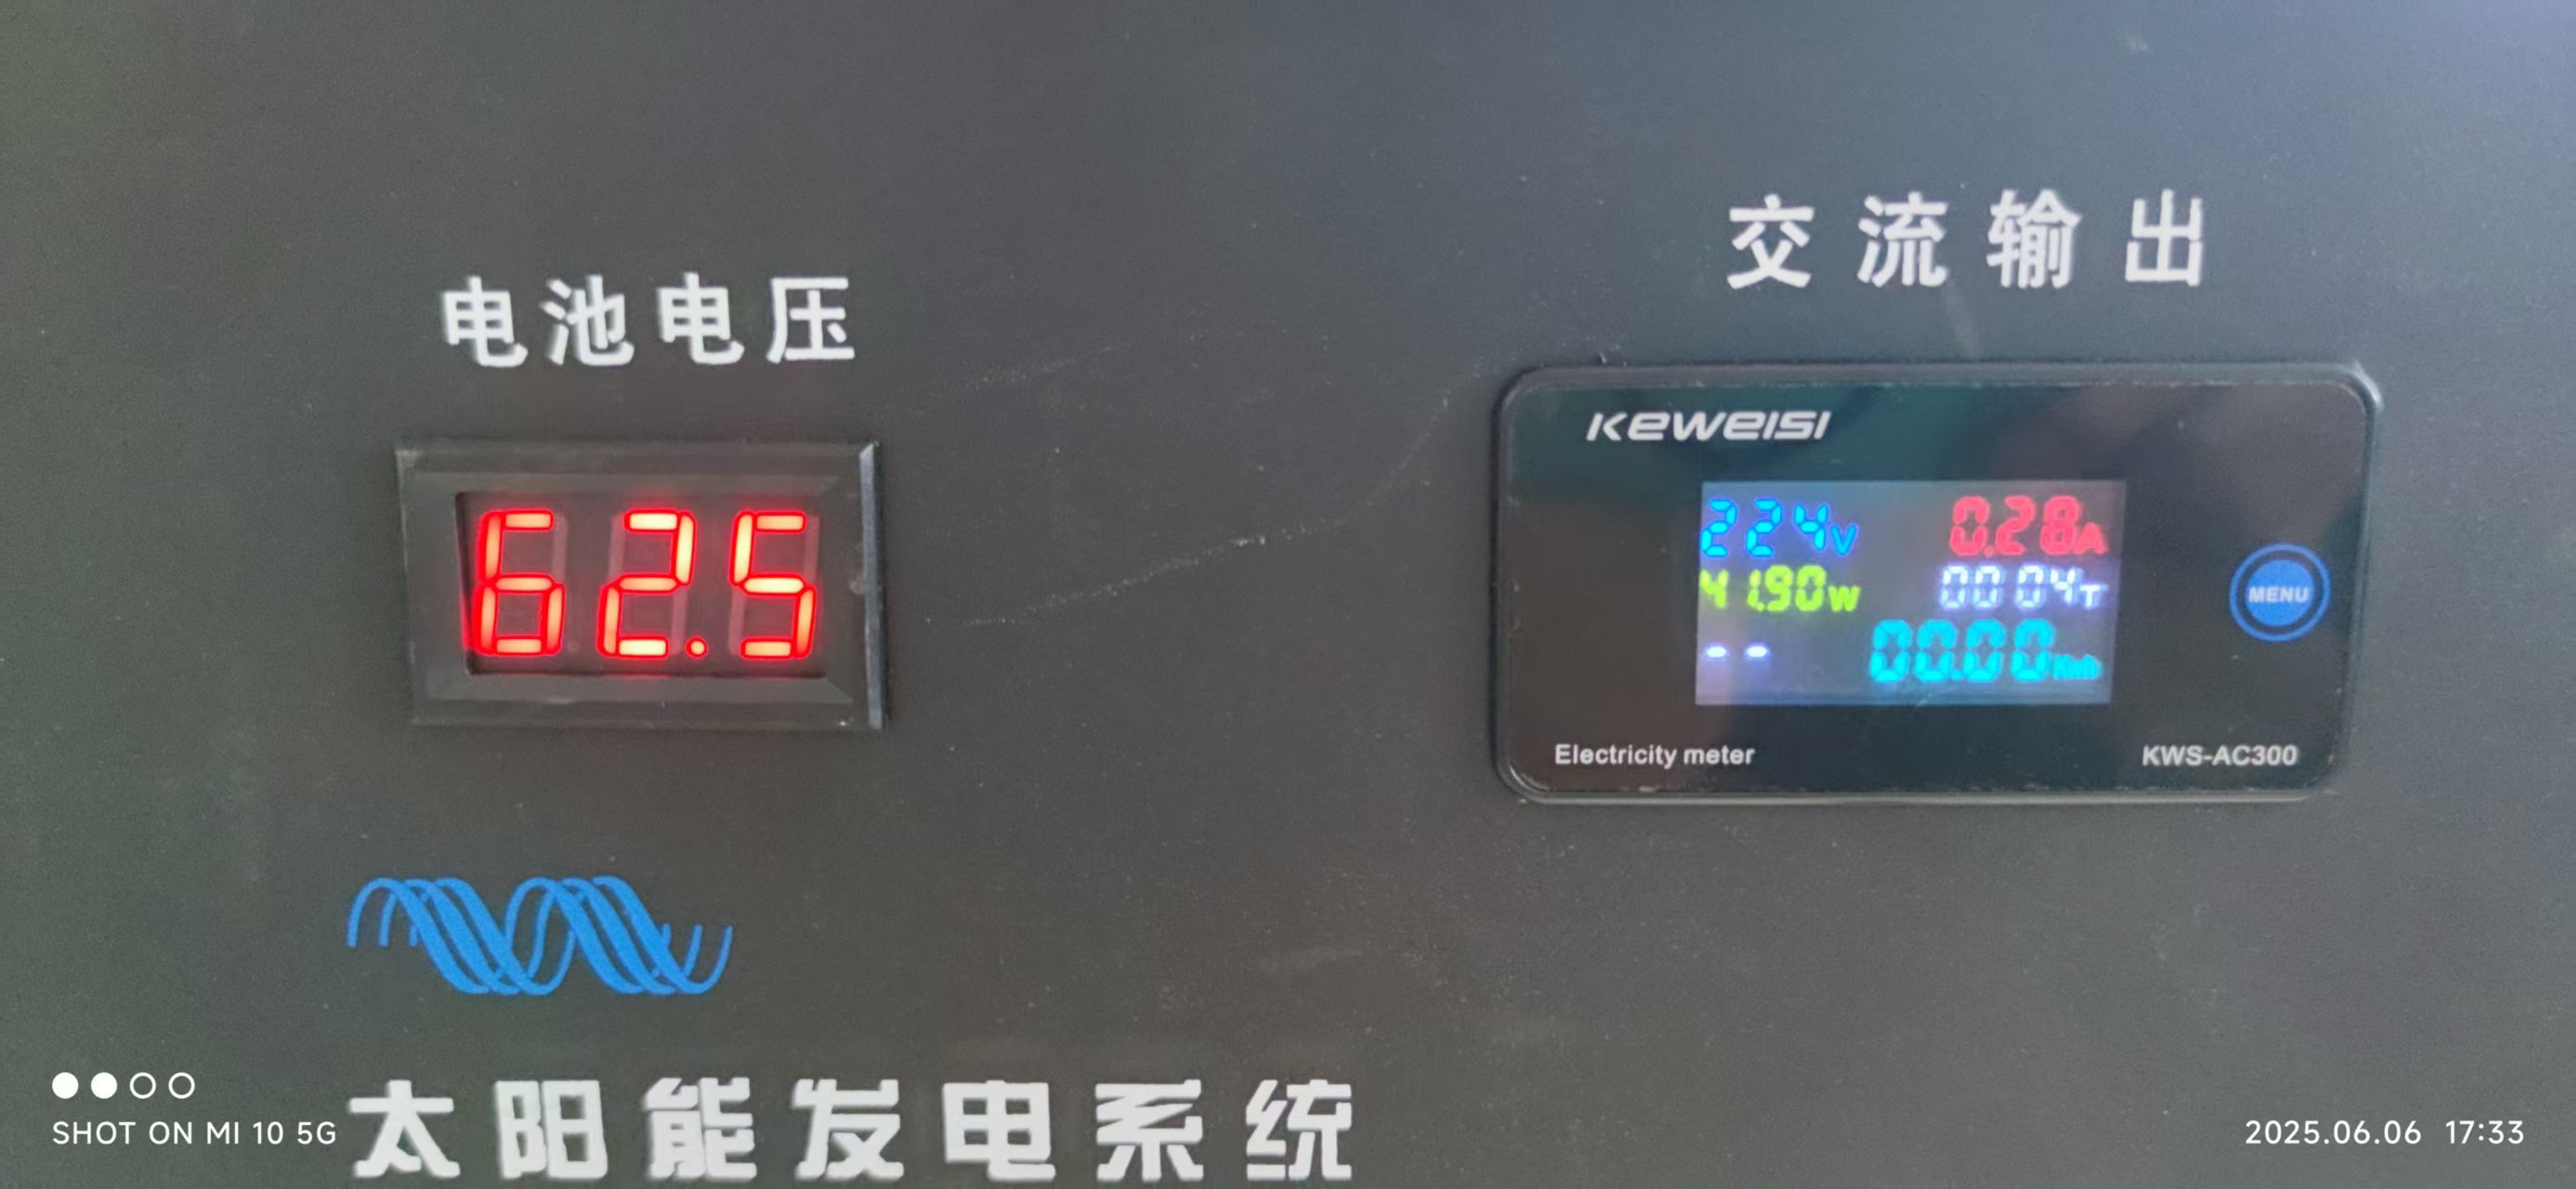 交流输出
电池电压
KEWEISI
62.5
224V 0.28A
41.90W 00 04T
-- 00.00Kwh
MENU
Electricity meter KWS-AC300
太阳能发电系统
SHOT ON MI 10 5G
2025.06.06 17:33